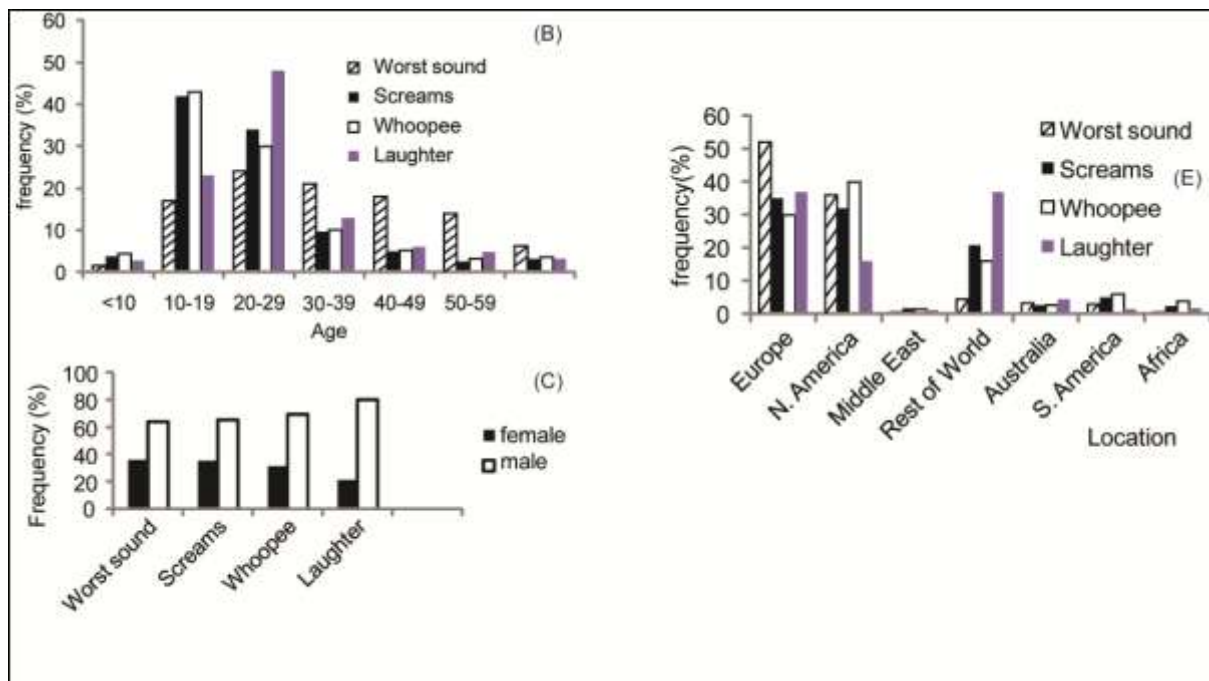 60
50
40
30
20
10
0
frequency (%)
(B)
Worst sound
Screams
Whoopee
Laughter
<10 10-19 20-29 30-39 40-49 50-59
Age
100
80
60
40
20
0
Frequency (%)
(C)
female
male
Worst sound
Screams
Whoopee
Laughter
60
50
40
30
20
10
0
frequency(%)
Worst sound
Screams
(E)
Whoopee
Laughter
Europe
N. America
Middle East
Rest of World
Australia
S. America
Africa
Location